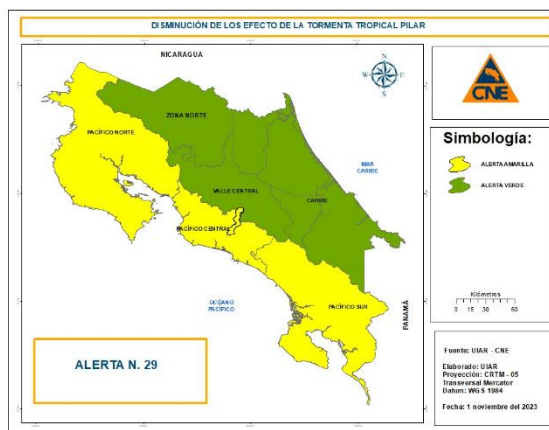 DISMINUCIÓN DE LOS EFECTO DE LA TORMENTA TROPICAL PILAR
NICARAGUA
N
W
E
S
CNE
ZONA NORTE
PACÍFICO NORTE
MAR
CARIBE
VALLE CENTRAL
CARIBE
PACÍFICO CENTRAL
OCÉANO
PACÍFICO
PACÍFICO SUR
PANAMÁ
ALERTA N. 29
Simbología:
ALERTA AMARILLA
ALERTA VERDE
Kilómetres
0 15 30 60
Fuente: UIAR - CNE
Elaborado: UIAR
Proyección: CRTM - 05
Transversal Mercator
Datum: WGS 1984
Fecha: 1 noviembre del 2023